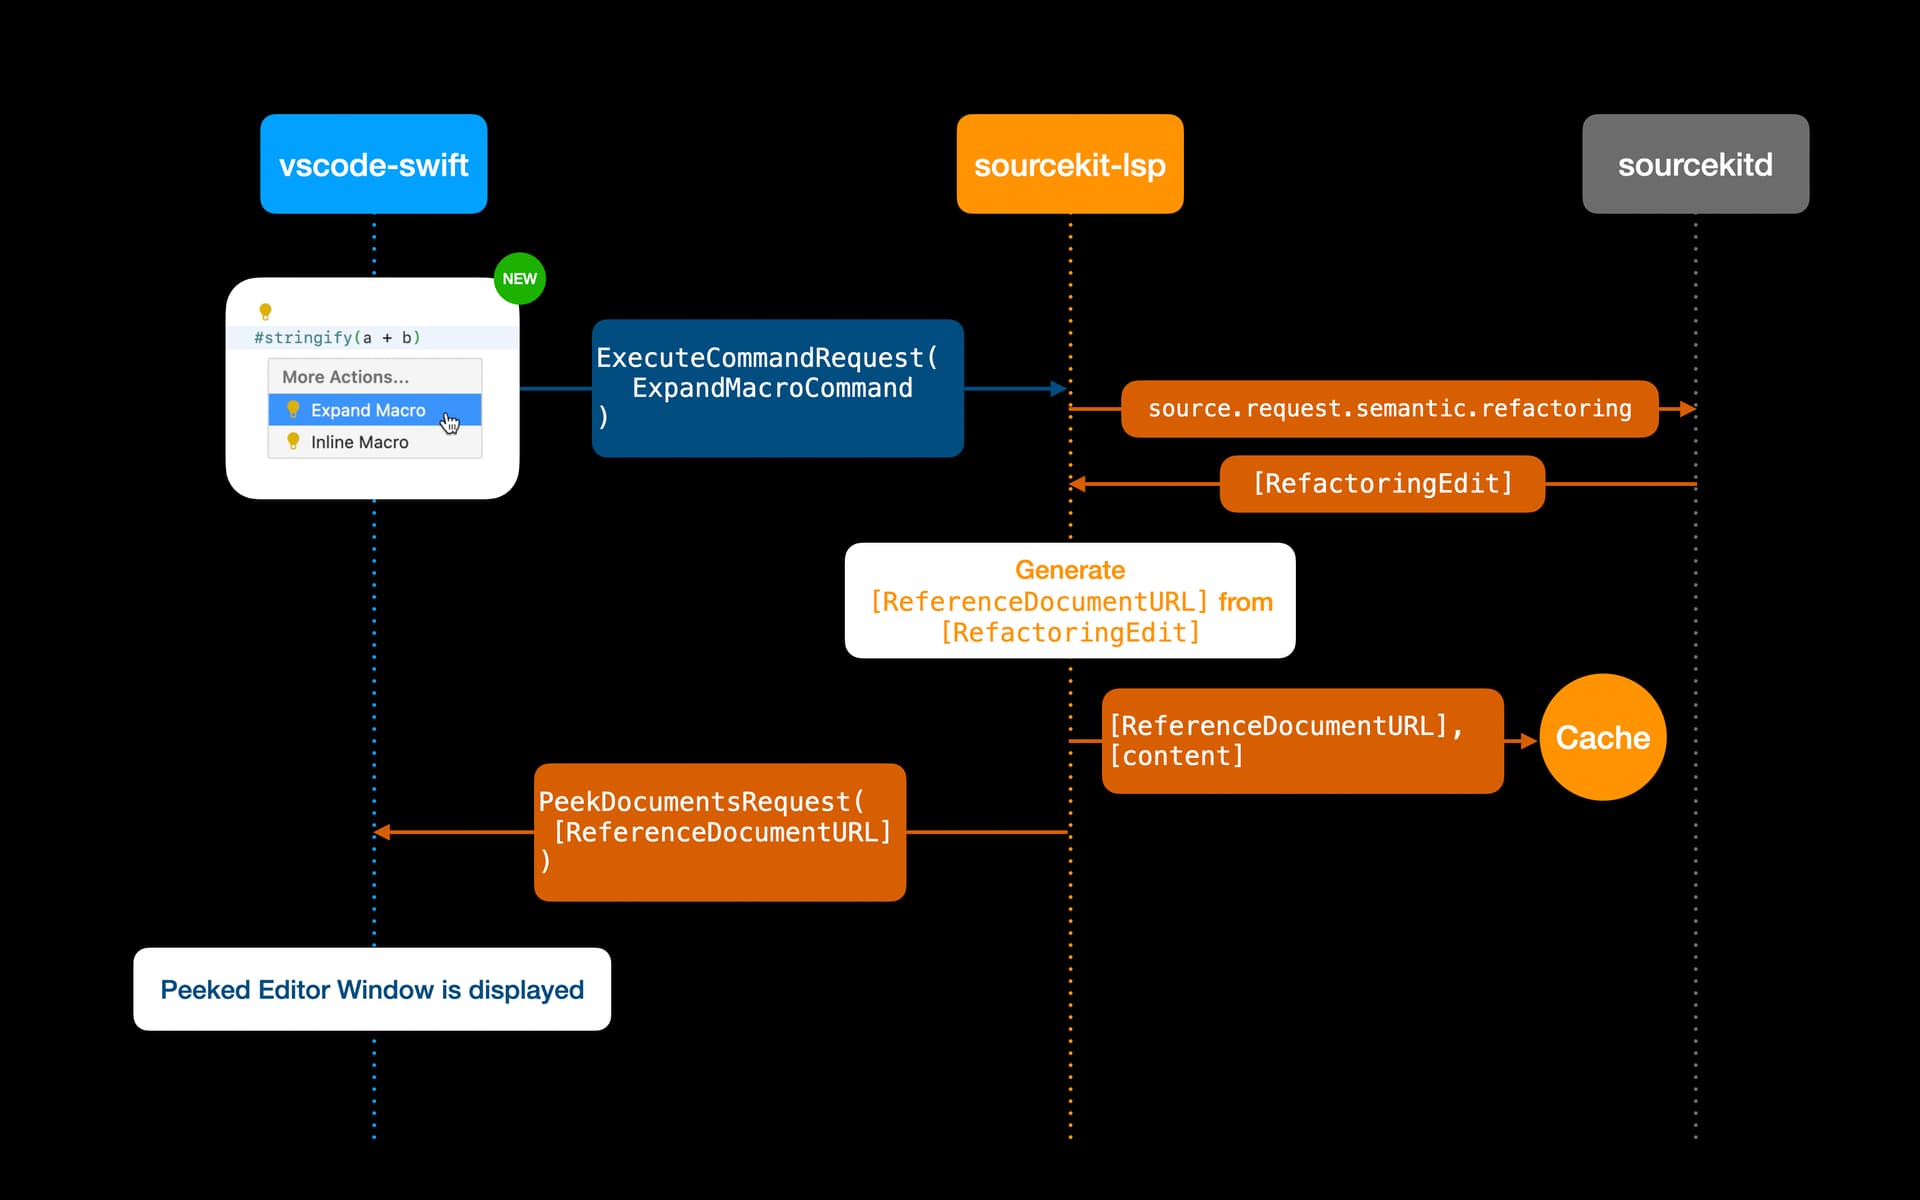 vscode-swift
sourcekit-lsp
sourcekitd
NEW
#stringify(a + b)
More Actions...
Expand Macro
Inline Macro
ExecuteCommandRequest(
ExpandMacroCommand
)
source.request.semantic.refactoring
[RefactoringEdit]
Generate
[ReferenceDocumentURL] from
[RefactoringEdit]
[ReferenceDocumentURL],
[content]
Cache
PeekDocumentsRequest(
[ReferenceDocumentURL]
)
Peeked Editor Window is displayed